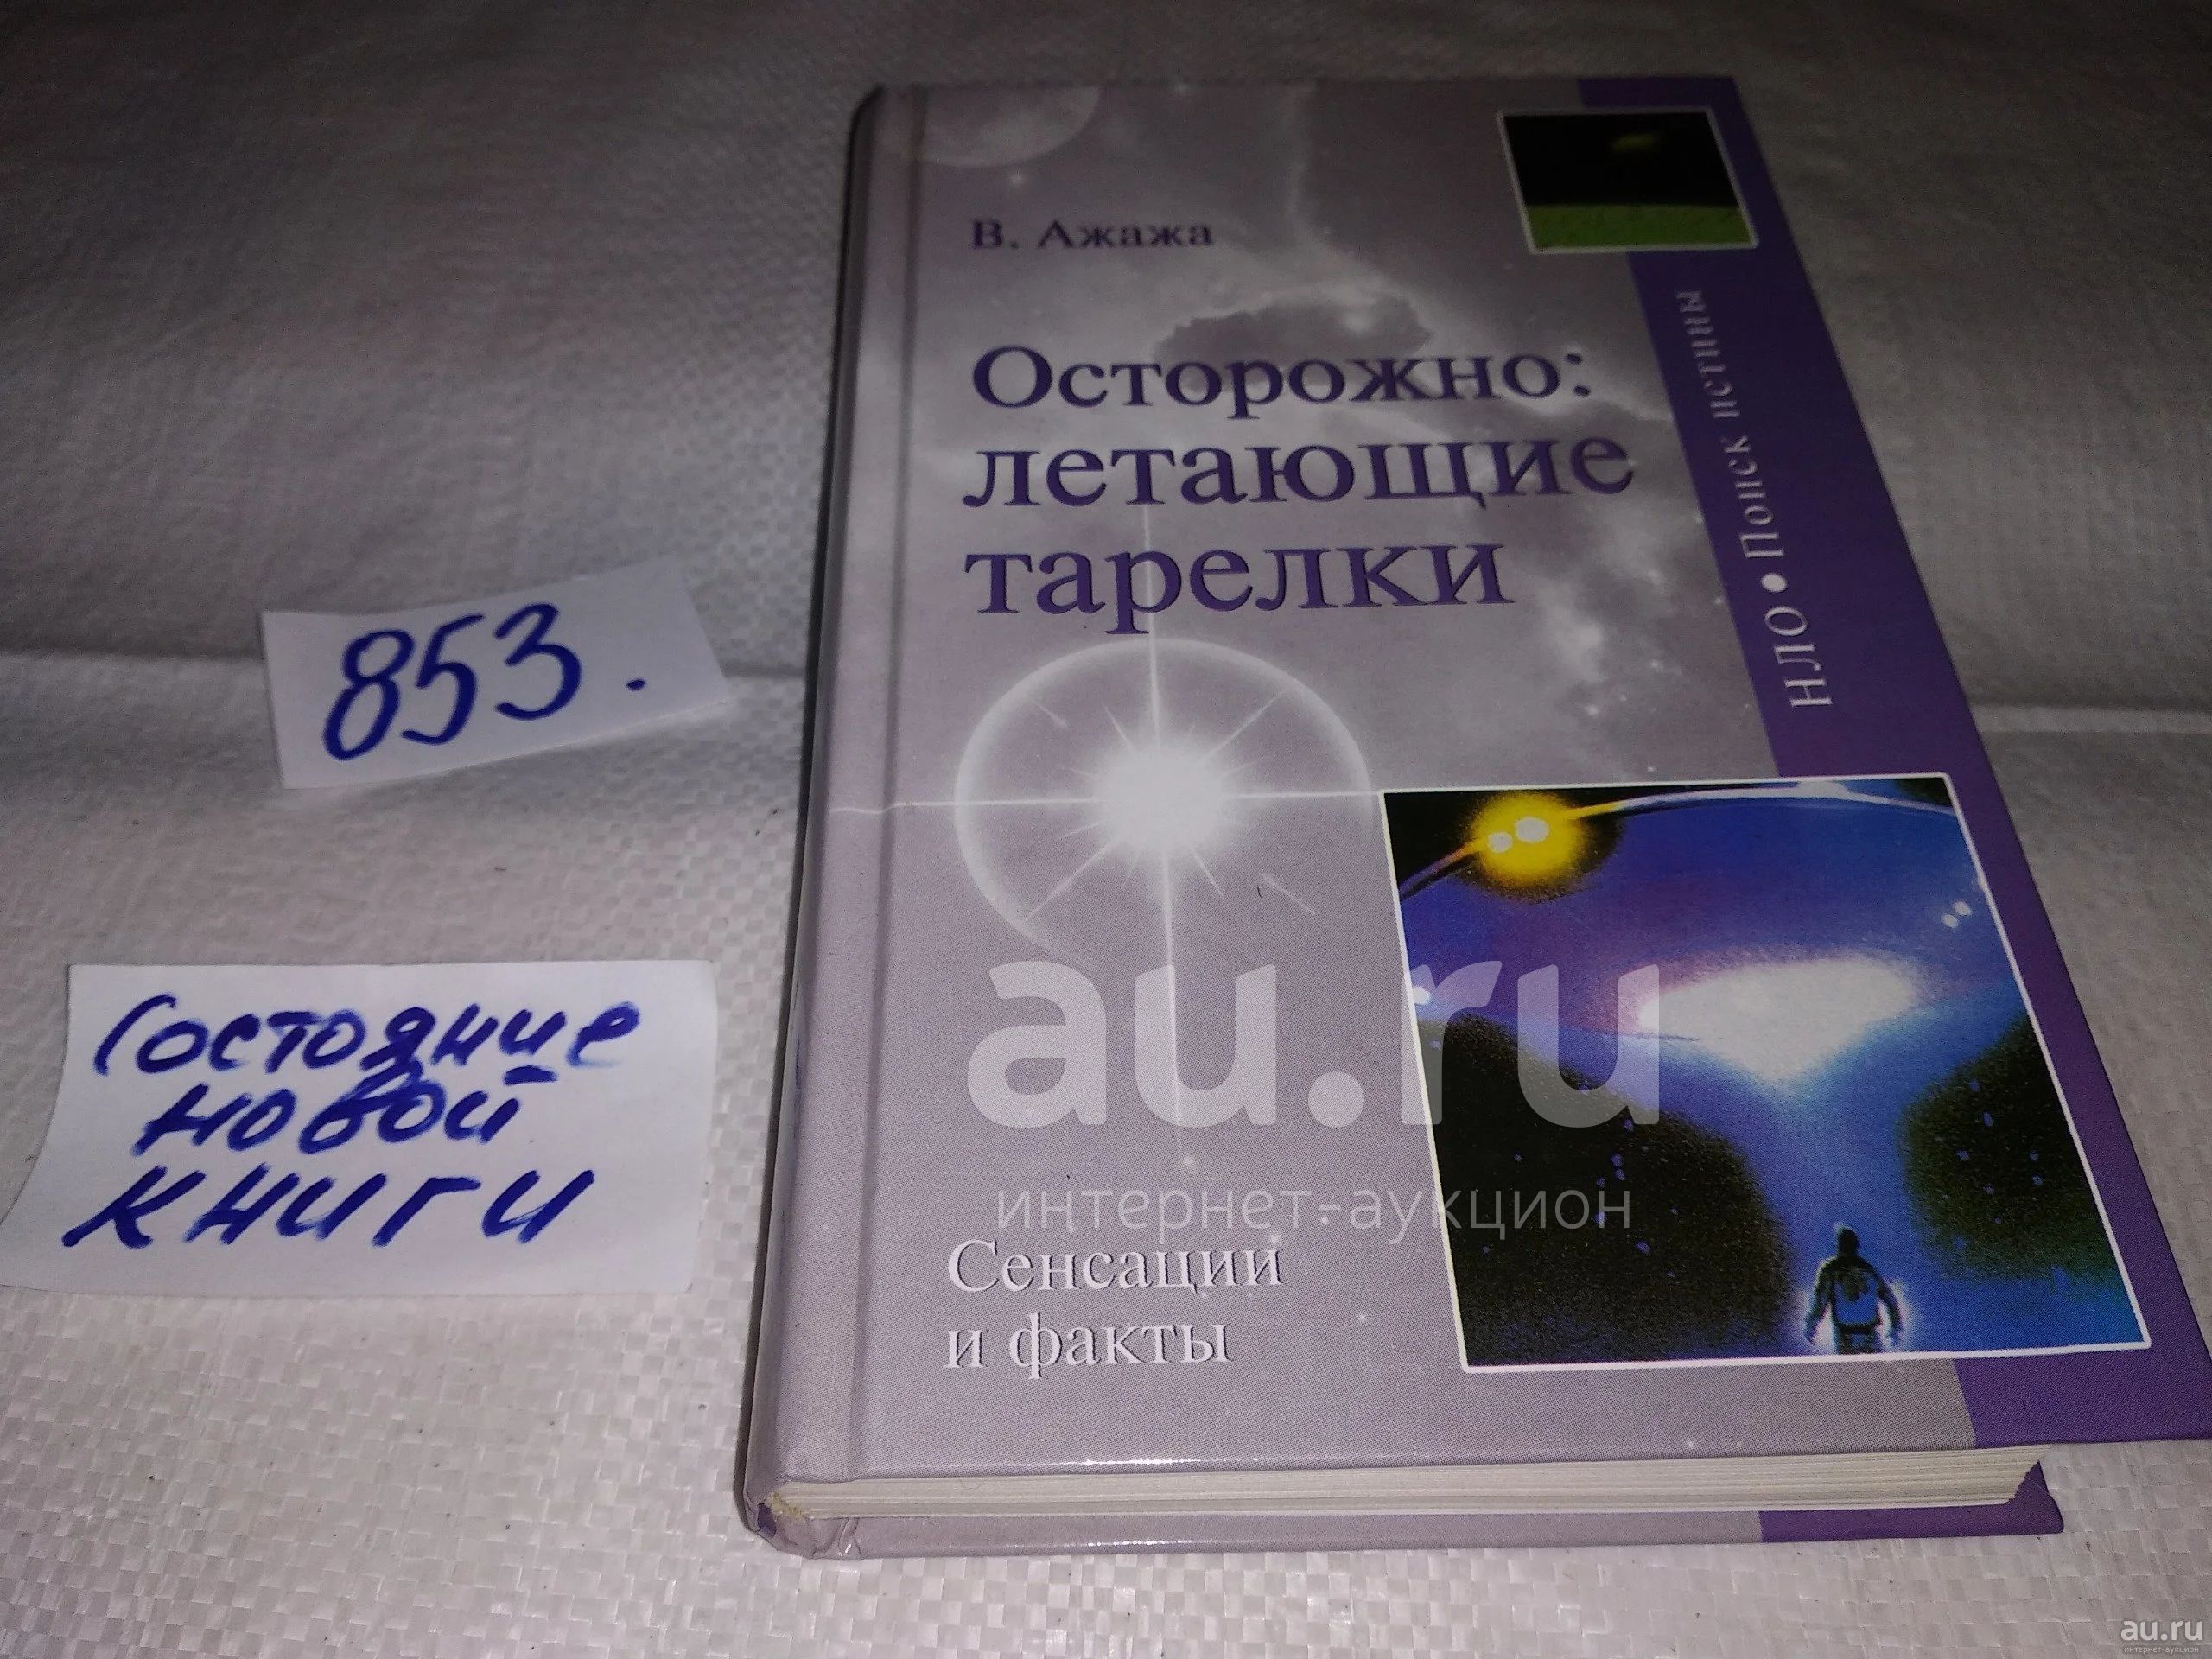 В. Ажажа
Осторожно:
летающие
тарелки
НЛО • Поиск истины
Сенсации
и факты
853.
Состояние
новой
книги
au.ru
интернет-аукцион
au.ru
интернет-аукцион